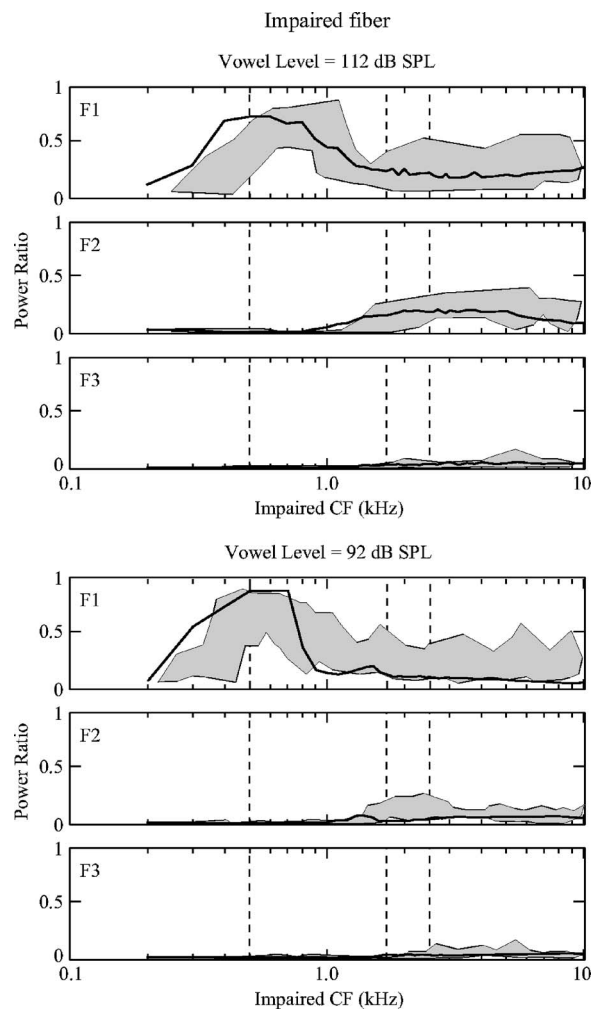 Impaired fiber
Vowel Level = 112 dB SPL
1
F1
0.5
0
1
F2
0.5
0
1
F3
0.5
0
Power Ratio
0.1
1.0
10
Impaired CF (kHz)
Vowel Level = 92 dB SPL
1
F1
0.5
0
1
F2
0.5
0
1
F3
0.5
0
Power Ratio
0.1
1.0
10
Impaired CF (kHz)